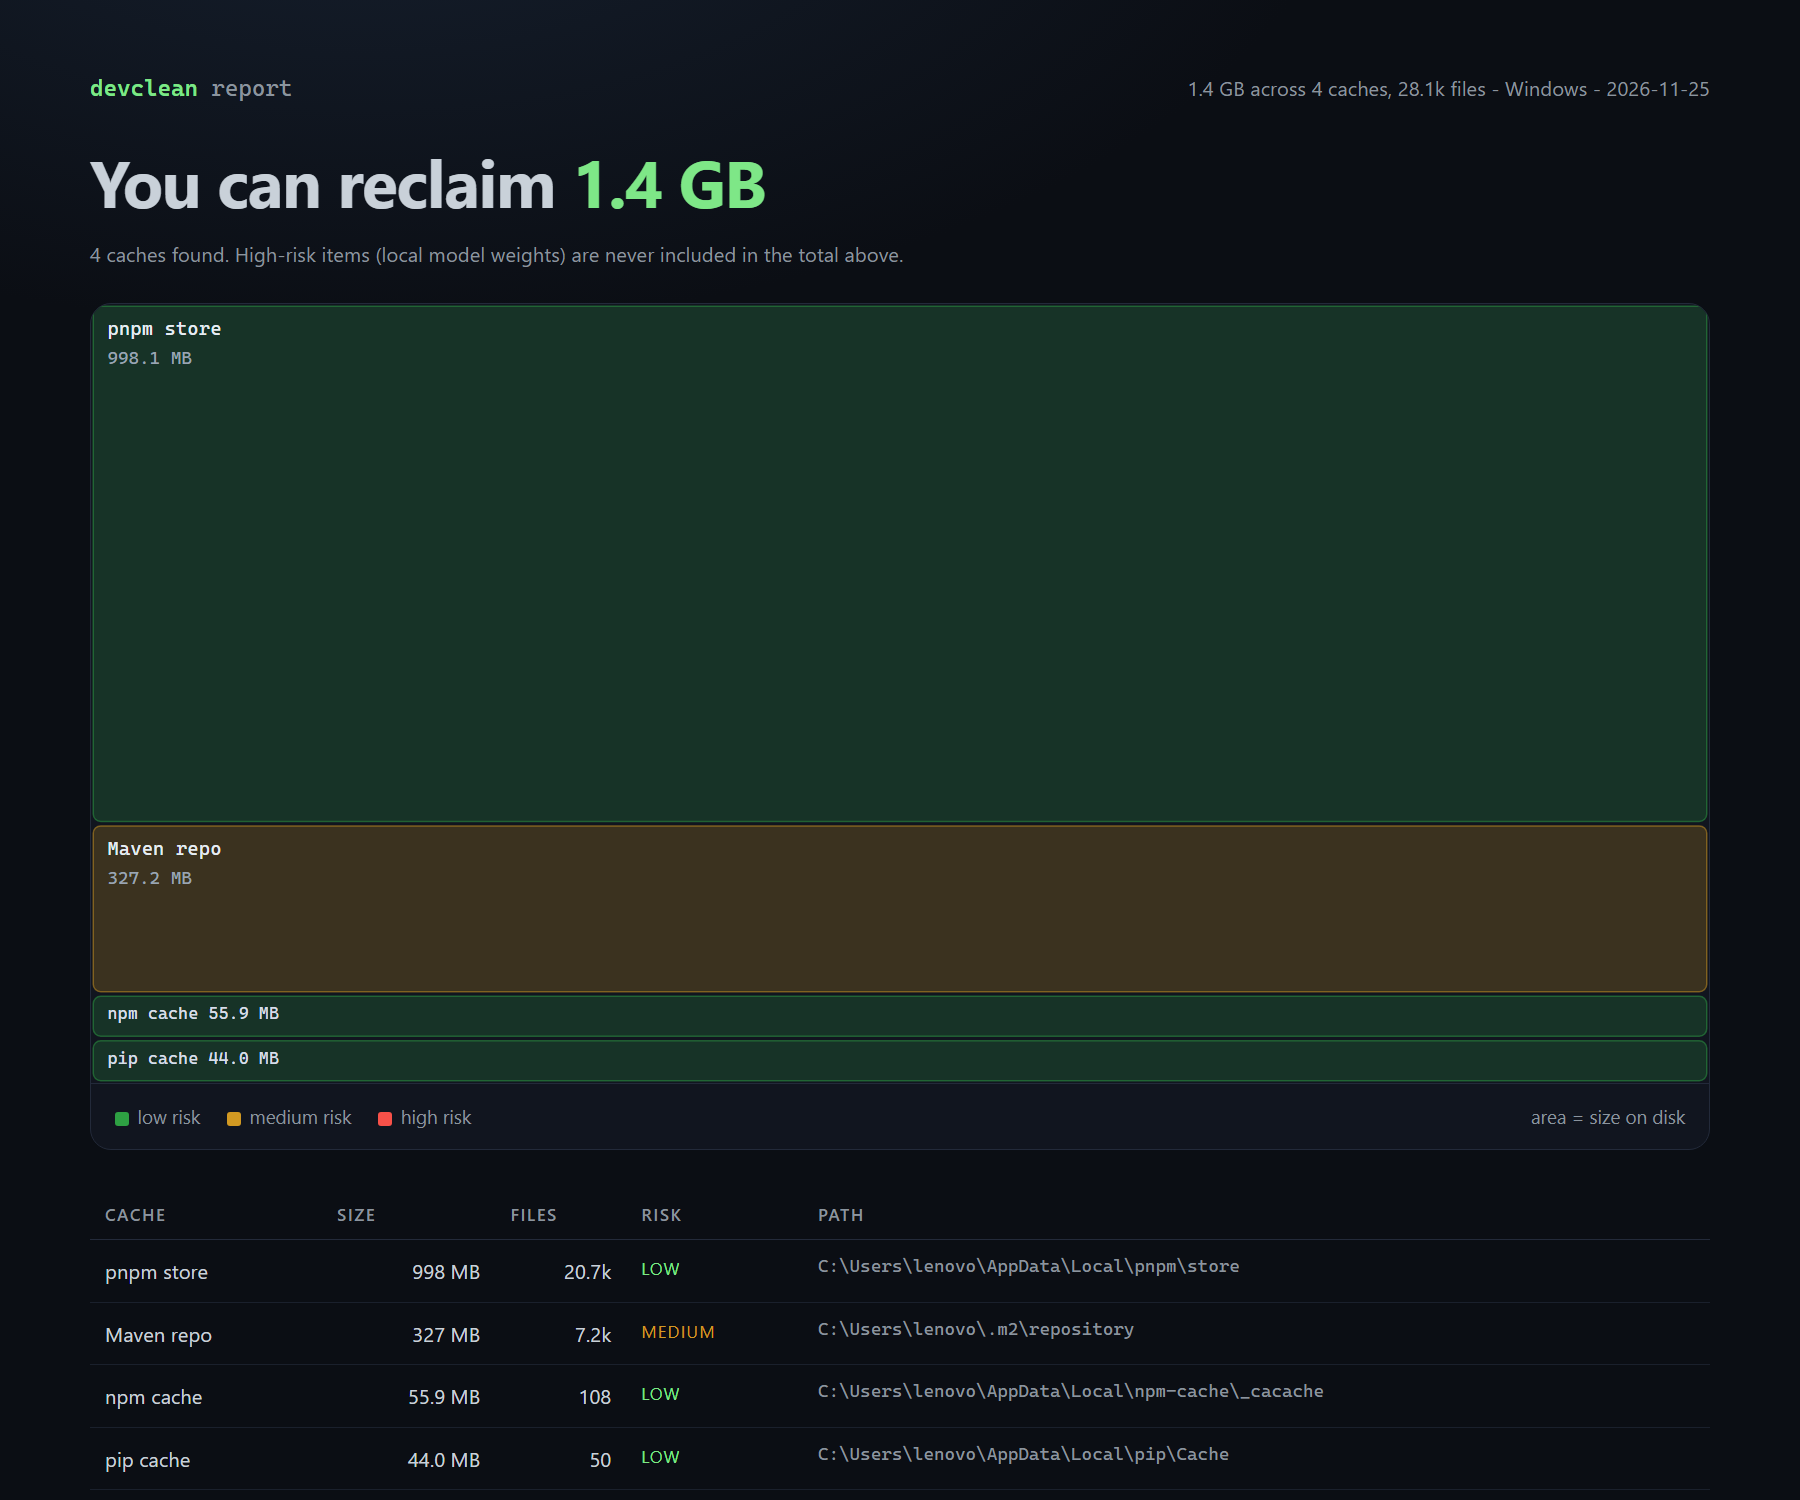 devclean report
1.4 GB across 4 caches, 28.1k files - Windows - 2026-11-25
You can reclaim 1.4 GB
4 caches found. High-risk items (local model weights) are never included in the total above.
pnpm store
998.1 MB
Maven repo
327.2 MB
npm cache 55.9 MB
pip cache 44.0 MB
low risk medium risk high risk area = size on disk
CACHE SIZE FILES RISK PATH
pnpm store 998 MB 20.7k LOW C:\Users\lenovo\AppData\Local\pnpm\store
Maven repo 327 MB 7.2k MEDIUM C:\Users\lenovo\.m2\repository
npm cache 55.9 MB 108 LOW C:\Users\lenovo\AppData\Local\npm-cache\_cacache
pip cache 44.0 MB 50 LOW C:\Users\lenovo\AppData\Local\pip\Cache